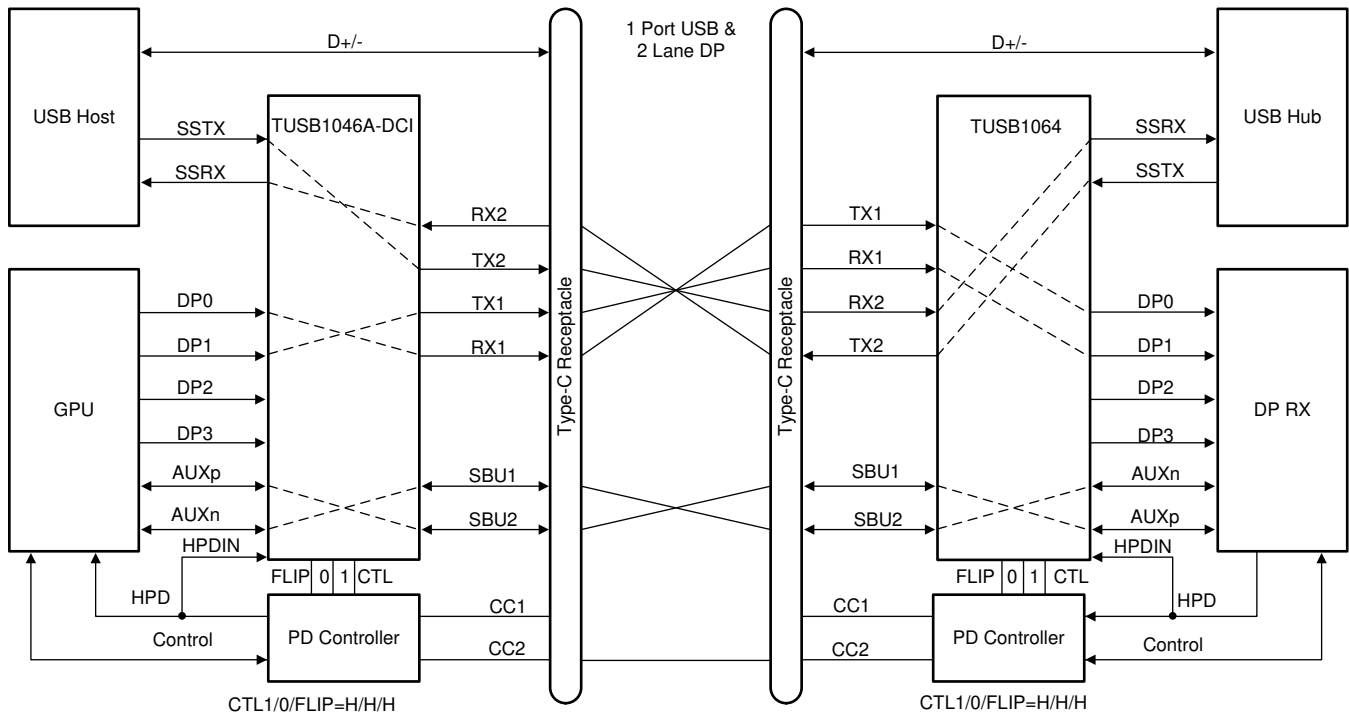 1 Port USB &
2 Lane DP
D+/-
D+/-
USB Host
TUSB1046A-DCI
TUSB1064
USB Hub
SSTX
SSRX
SSRX
SSTX
RX2
TX2
TX1
RX1
TX1
RX1
RX2
TX2
Type-C Receptacle
Type-C Receptacle
GPU
DP0
DP1
DP2
DP3
AUXp
AUXn
HPDIN
SBU1
SBU2
SBU1
SBU2
DP RX
DP0
DP1
DP2
DP3
AUXn
AUXp
HPDIN
FLIP 0 1 CTL
FLIP 0 1 CTL
HPD
Control
PD Controller
CC1
CC2
CC1
CC2
PD Controller
HPD
Control
CTL1/0/FLIP=H/H/H
CTL1/0/FLIP=H/H/H